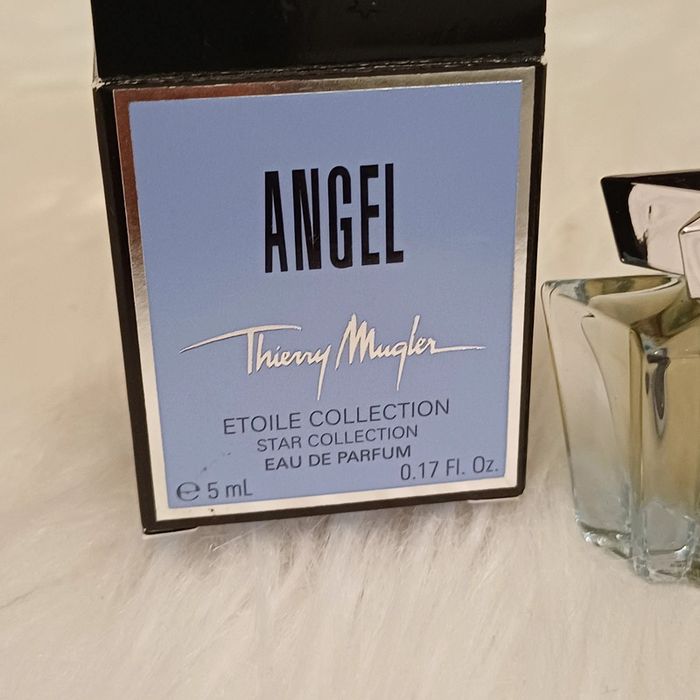 ANGEL
Thierry Mugler
ETOILE COLLECTION
STAR COLLECTION
EAU DE PARFUM
℮ 5 mL 0.17 Fl. Oz.